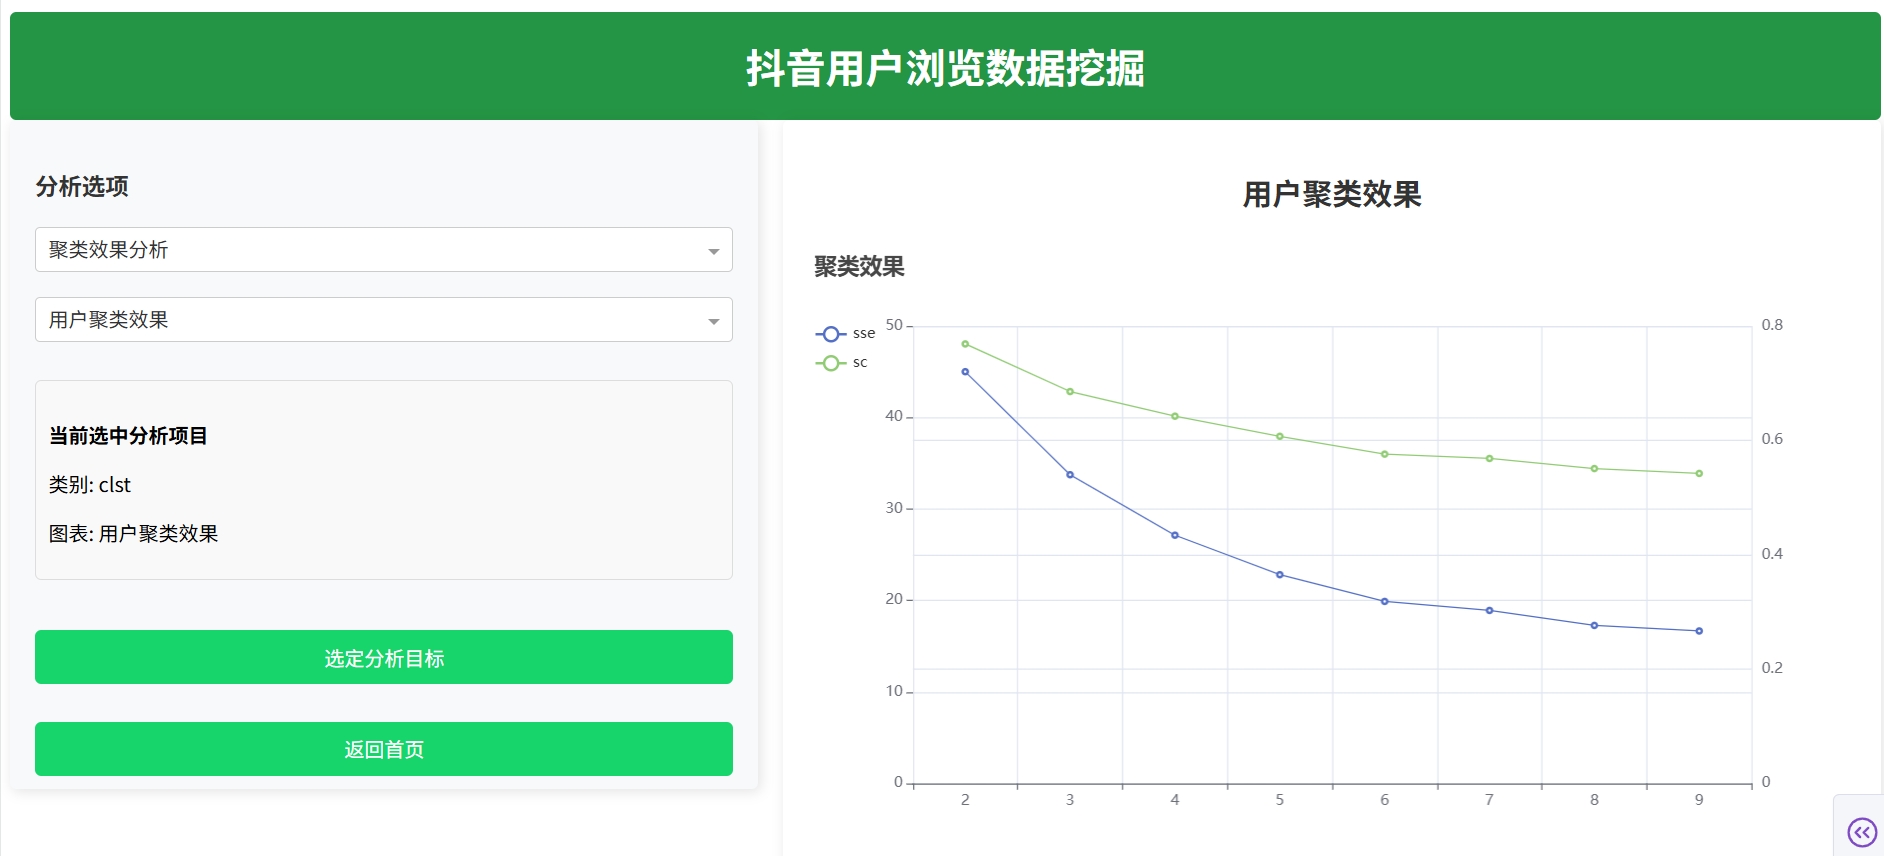 抖音用户浏览数据挖掘
分析选项
聚类效果分析
用户聚类效果
当前选中分析项目
类别: clst
图表: 用户聚类效果
选定分析目标
返回首页
用户聚类效果
聚类效果
sse
sc
50
40
30
20
10
0
0.8
0.6
0.4
0.2
0
2 3 4 5 6 7 8 9